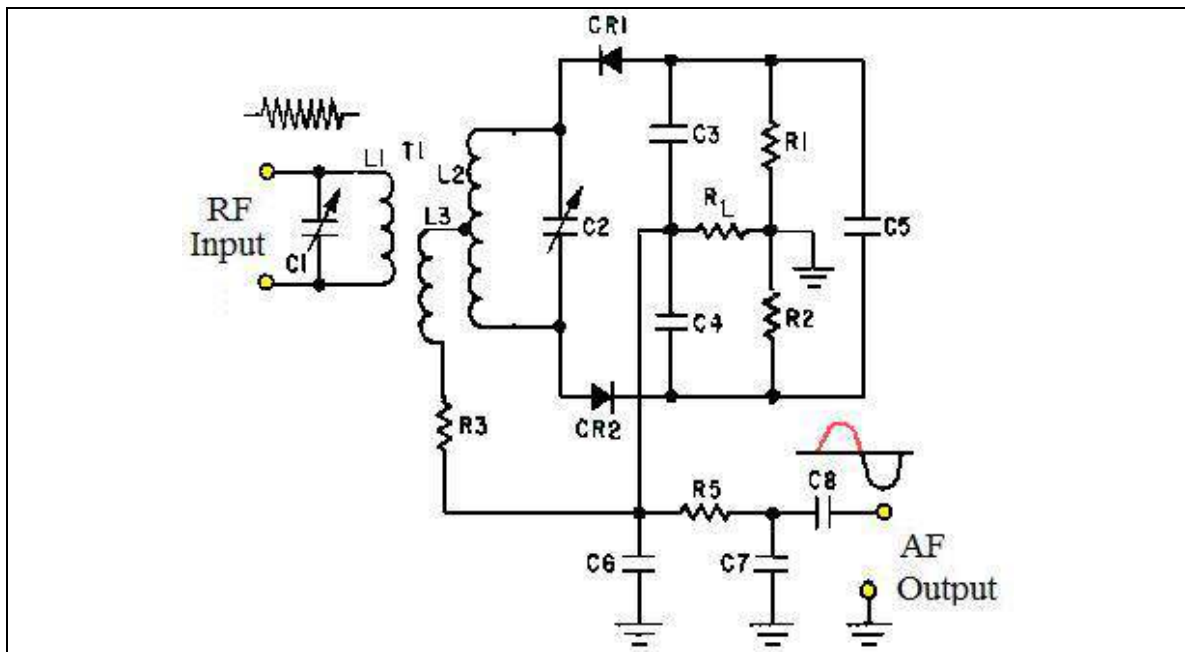 CR1
L1
T1
L2
L3
C1
RF
Input
C2
C3
R1
RL
C5
C4
R2
R3
CR2
R5
C8
C6
C7
AF
Output